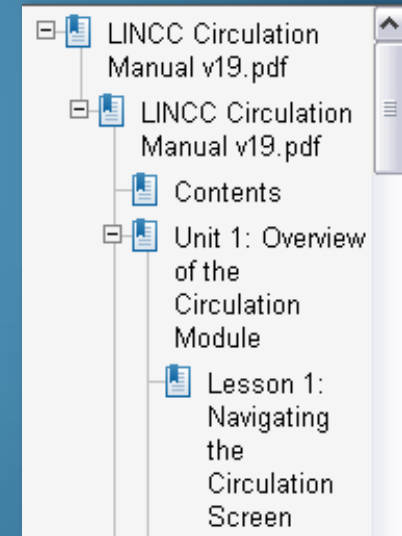 LINCC Circulation
Manual v19.pdf
LINCC Circulation
Manual v19.pdf
Contents
Unit 1: Overview
of the
Circulation
Module
Lesson 1:
Navigating
the
Circulation
Screen